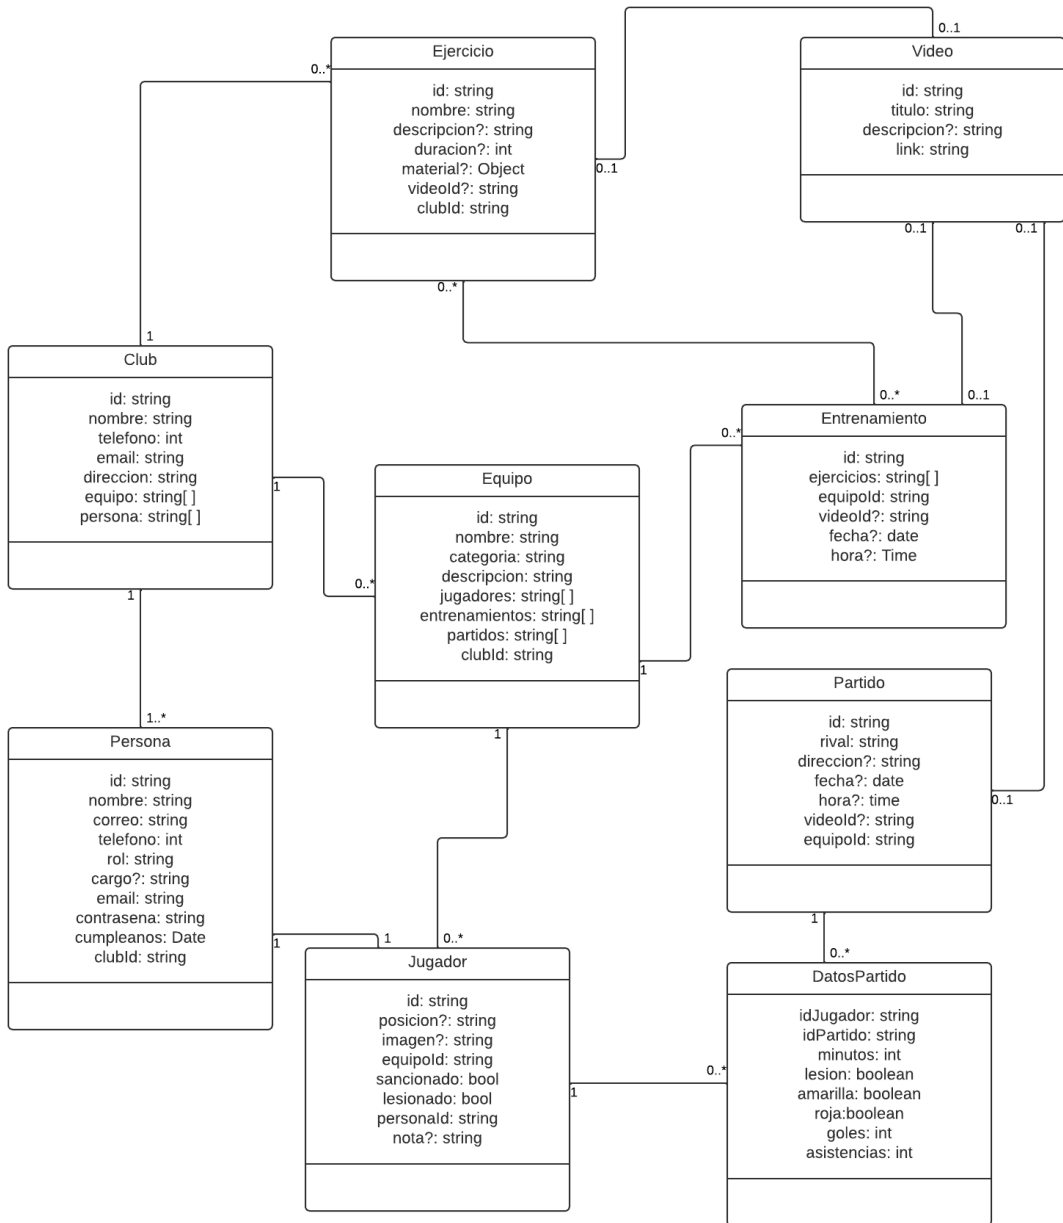 0..1
Ejercicio
id: string
nombre: string
descripcion?: string
duracion?: int
material?: Object
videoId?: string
clubId: string
0..*
0..1
0..*
Video
id: string
titulo: string
descripcion?: string
link: string
0..1
0..1
1
Club
id: string
nombre: string
telefono: int
email: string
direccion: string
equipo: string[ ]
persona: string[ ]
1
1
0..*
Equipo
id: string
nombre: string
categoria: string
descripcion: string
jugadores: string[ ]
entrenamientos: string[ ]
partidos: string[ ]
clubId: string
1
1
0..*
0..1
0..*
Entrenamiento
id: string
ejercicios: string[ ]
equipoId: string
videoId?: string
fecha?: date
hora?: Time
Partido
id: string
rival: string
direccion?: string
fecha?: date
hora?: time
videoId?: string
equipoId: string
0..1
1
1..*
Persona
id: string
nombre: string
correo: string
telefono: int
rol: string
cargo?: string
email: string
contrasena: string
cumpleanos: Date
clubId: string
1
1
0..*
Jugador
id: string
posicion?: string
imagen?: string
equipoId: string
sancionado: bool
lesionado: bool
personaId: string
nota?: string
1
0..*
0..*
DatosPartido
idJugador: string
idPartido: string
minutos: int
lesion: boolean
amarilla: boolean
roja:boolean
goles: int
asistencias: int